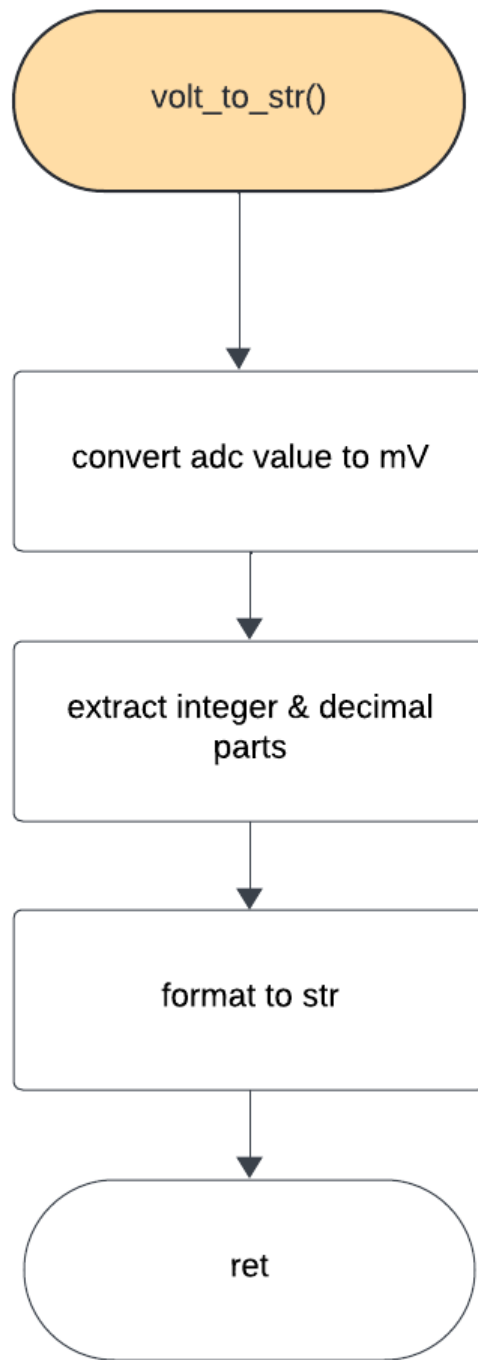 volt_to_str()
convert adc value to mV
extract integer & decimal
parts
format to str
ret